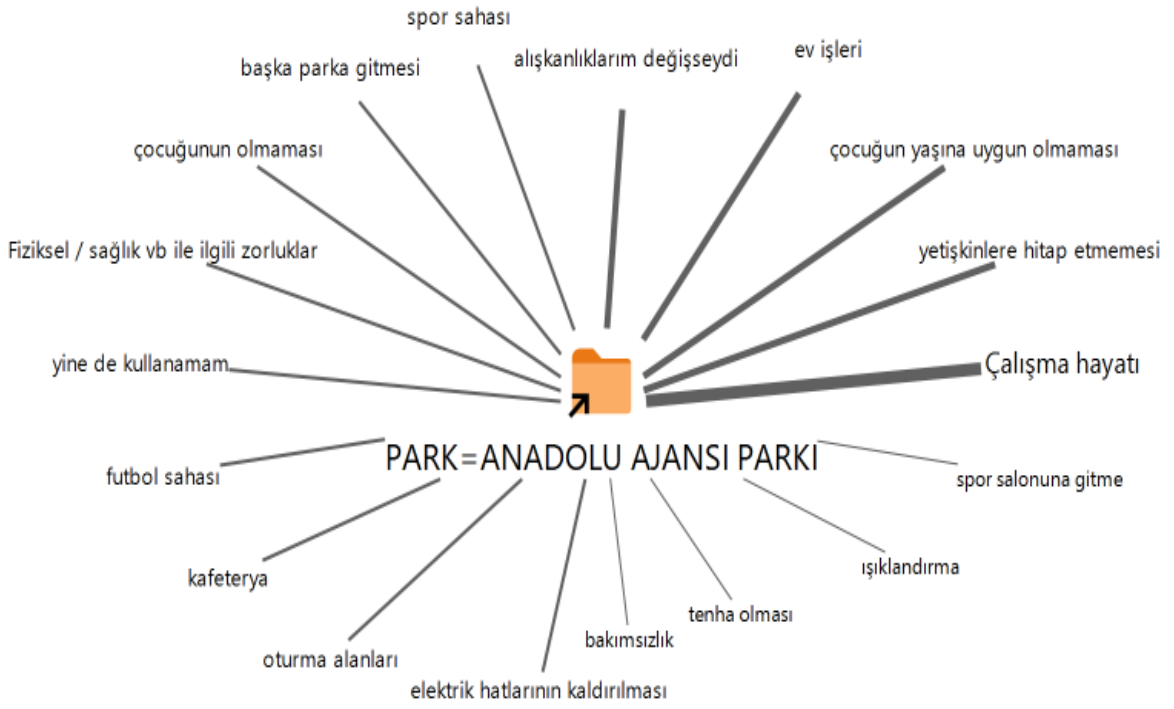 spor sahası
alışkanlıklarım değişseydi
ev işleri
başka parka gitmesi
çocuğunun olmaması
çocuğun yaşına uygun olmaması
Fiziksel / sağlık vb ile ilgili zorluklar
yetişkinlere hitap etmemesi
yine de kullanamam
Çalışma hayatı
PARK=ANADOLU AJANSI PARKI
futbol sahası
spor salonuna gitme
kafeterya
ışıklandırma
tenha olması
bakımsızlık
oturma alanları
elektrik hatlarının kaldırılması